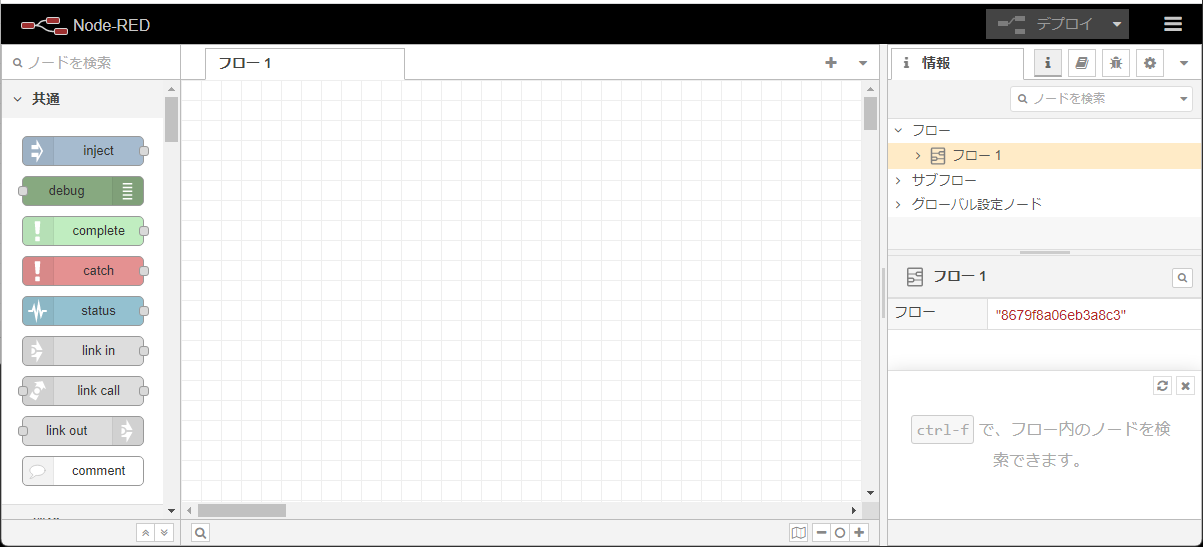 Node-RED
デプロイ
ノードを検索
フロー 1
情報
共通
ノードを検索
inject
フロー
debug
フロー 1
complete
サブフロー
catch
グローバル設定ノード
status
フロー 1
link in
フロー
"8679f8a06eb3a8c3"
link call
link out
ctrl-f で、フロー内のノードを検
索できます。
comment